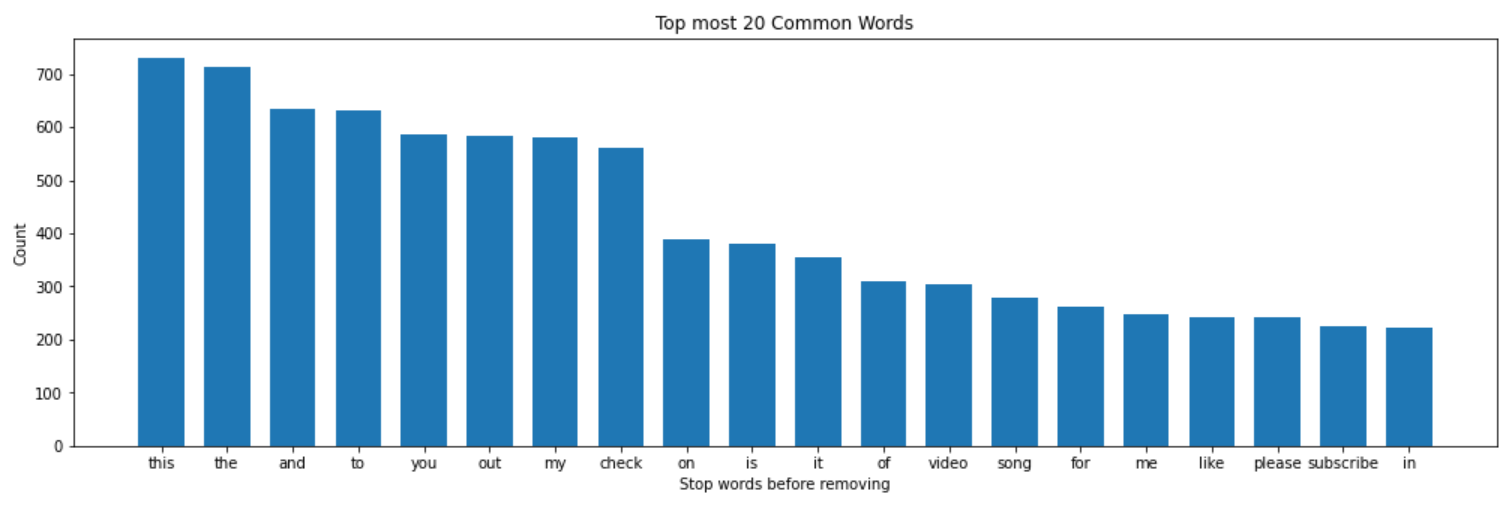 Top most 20 Common Words
700
600
500
400
300
200
100
0
Count
this the and to you out my check on is it of video song for me like please subscribe in
Stop words before removing